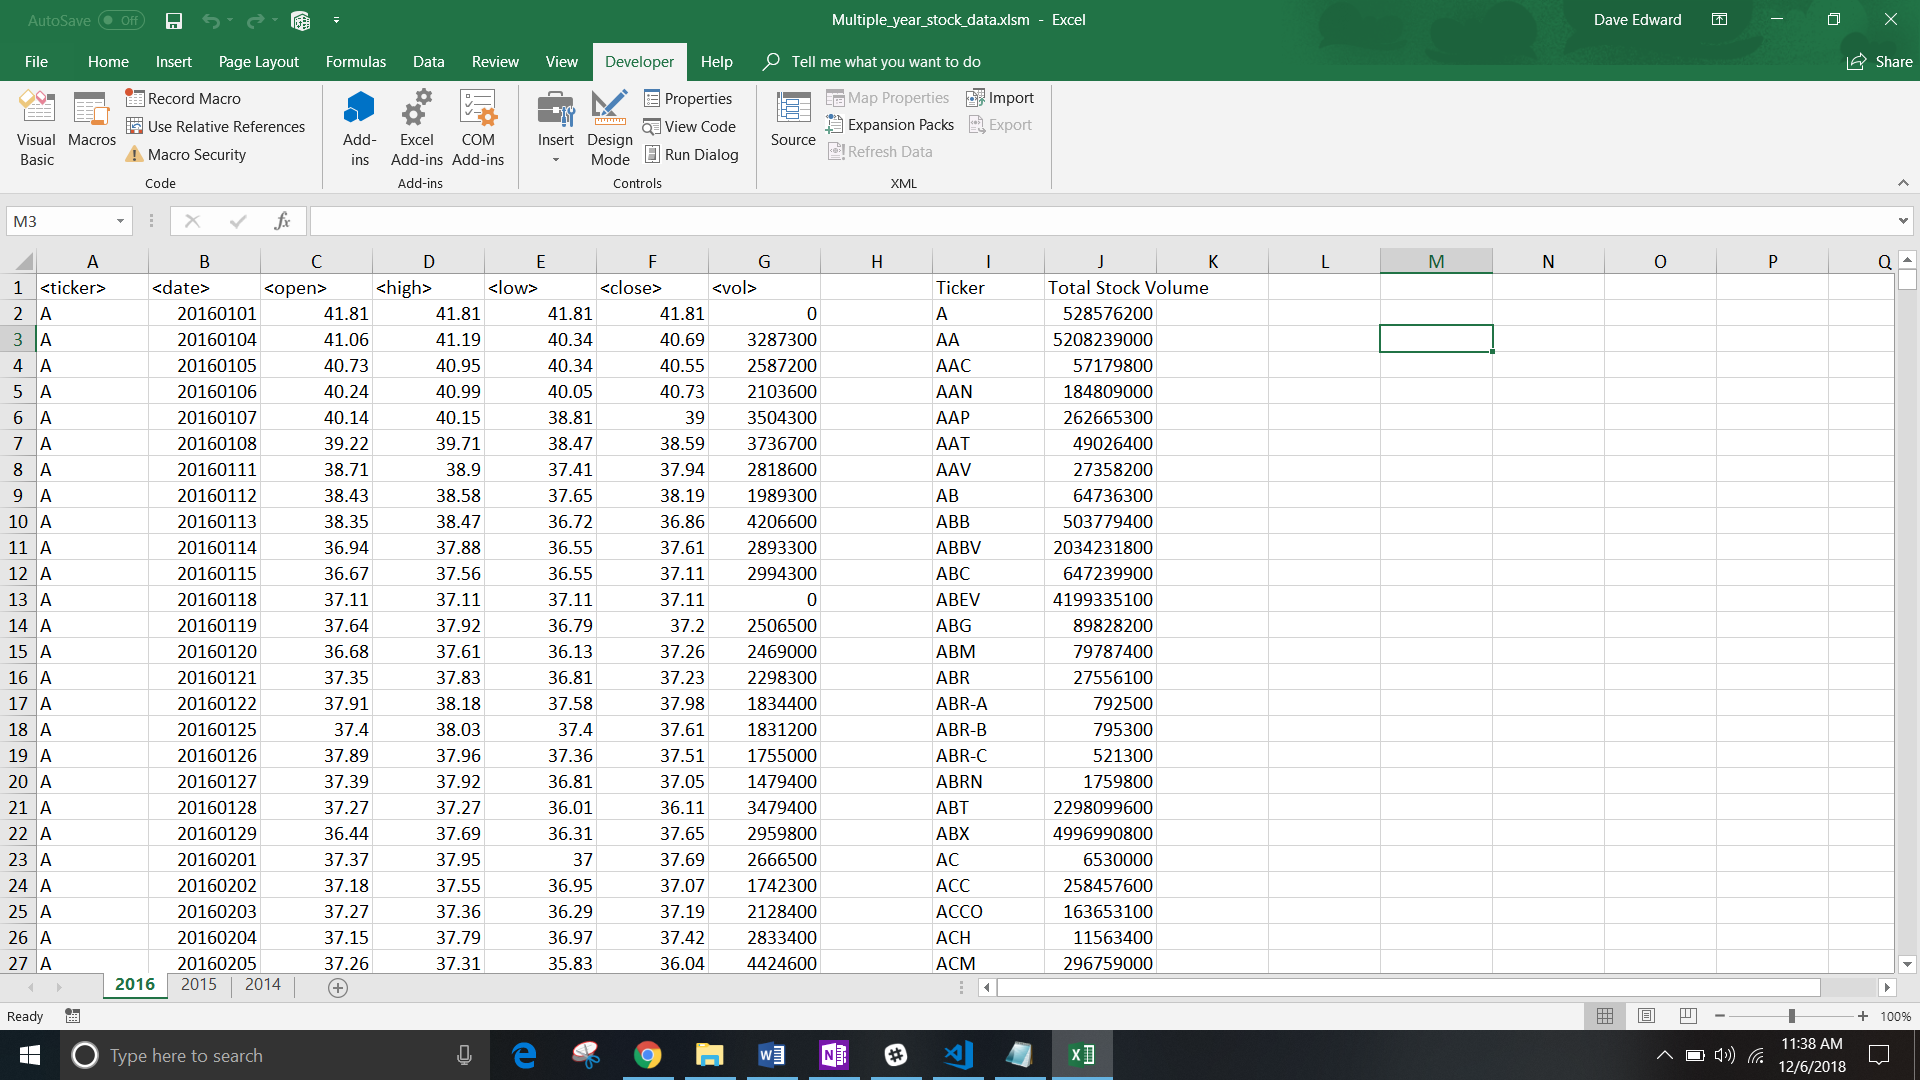 AutoSave Off
Multiple_year_stock_data.xlsm - Excel
Dave Edward
File Home Insert Page Layout Formulas Data Review View Developer Help Tell me what you want to do Share
Visual Basic
Macros
Record Macro
Use Relative References
Macro Security
Code
Add-ins
Excel Add-ins
COM Add-ins
Add-ins
Insert
Design Mode
Properties
View Code
Run Dialog
Controls
Source
Map Properties
Expansion Packs
Refresh Data
Import
Export
XML
M3 fx
A B C D E F G H I J K L M N O P Q
1 <ticker> <date> <open> <high> <low> <close> <vol> Ticker Total Stock Volume
2 A 20160101 41.81 41.81 41.81 41.81 0 A 528576200
3 A 20160104 41.06 41.19 40.34 40.69 3287300 AA 5208239000
4 A 20160105 40.73 40.95 40.34 40.55 2587200 AAC 57179800
5 A 20160106 40.24 40.99 40.05 40.73 2103600 AAN 184809000
6 A 20160107 40.14 40.15 38.81 39 3504300 AAP 262665300
7 A 20160108 39.22 39.71 38.47 38.59 3736700 AAT 49026400
8 A 20160111 38.71 38.9 37.41 37.94 2818600 AAV 27358200
9 A 20160112 38.43 38.58 37.65 38.19 1989300 AB 64736300
10 A 20160113 38.35 38.47 36.72 36.86 4206600 ABB 503779400
11 A 20160114 36.94 37.88 36.55 37.61 2893300 ABBV 2034231800
12 A 20160115 36.67 37.56 36.55 37.11 2994300 ABC 647239900
13 A 20160118 37.11 37.11 37.11 37.11 0 ABEV 4199335100
14 A 20160119 37.64 37.92 36.79 37.2 2506500 ABG 89828200
15 A 20160120 36.68 37.61 36.13 37.26 2469000 ABM 79787400
16 A 20160121 37.35 37.83 36.81 37.23 2298300 ABR 27556100
17 A 20160122 37.91 38.18 37.58 37.98 1834400 ABR-A 792500
18 A 20160125 37.4 38.03 37.4 37.61 1831200 ABR-B 795300
19 A 20160126 37.89 37.96 37.36 37.51 1755000 ABR-C 521300
20 A 20160127 37.39 37.92 36.81 37.05 1479400 ABRN 1759800
21 A 20160128 37.27 37.27 36.01 36.11 3479400 ABT 2298099600
22 A 20160129 36.44 37.69 36.31 37.65 2959800 ABX 4996990800
23 A 20160201 37.37 37.95 37 37.69 2666500 AC 6530000
24 A 20160202 37.18 37.55 36.95 37.07 1742300 ACC 258457600
25 A 20160203 37.27 37.36 36.29 37.19 2128400 ACCO 163653100
26 A 20160204 37.15 37.79 36.97 37.42 2833400 ACH 11563400
27 A 20160205 37.26 37.31 35.83 36.04 4424600 ACM 296759000
2016 2015 2014
Ready 100%
Type here to search
11:38 AM
12/6/2018